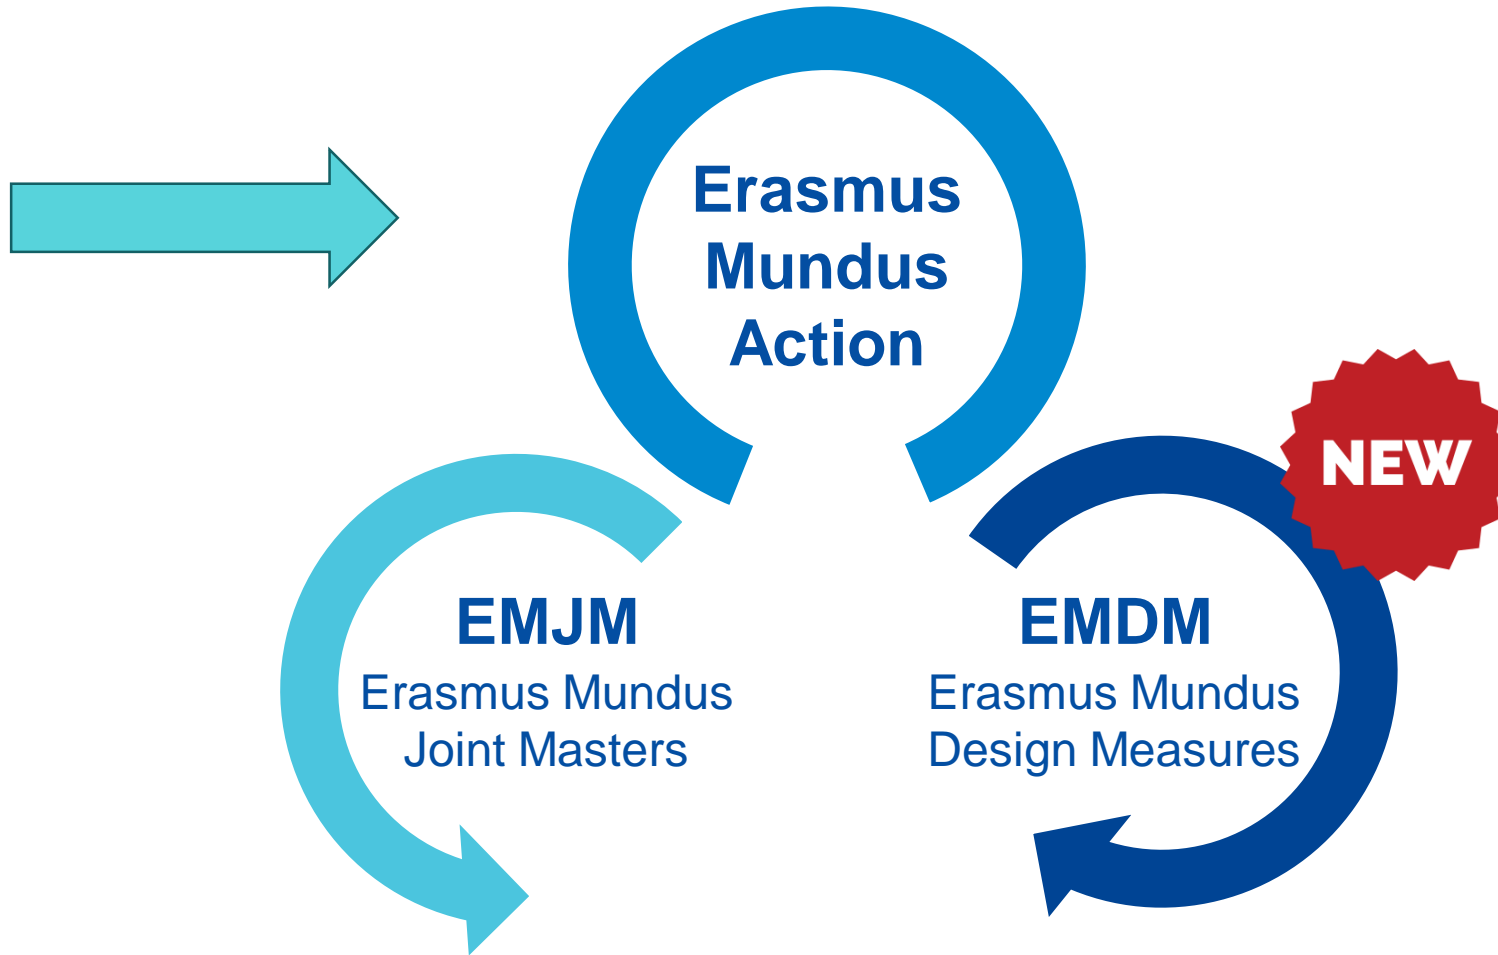 Erasmus
Mundus
Action
NEW
EMJM
Erasmus Mundus
Joint Masters
EMDM
Erasmus Mundus
Design Measures